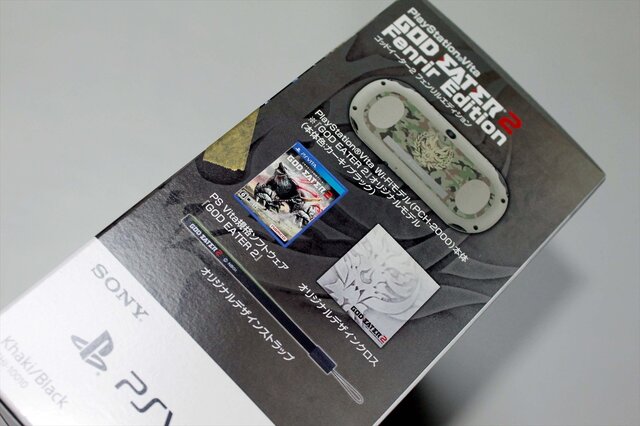 PlayStation®Vita
GOD EATER 2
Fenrir Edition
ゴッドイーター2 フェンリルエディション
PlayStation®Vita Wi-Fiモデル(PCH-2000)本体
※「GOD EATER 2」オリジナルモデル
(本体色:カーキ/ブラック)
PSVITA
GOD EATER 2
PS Vita規格ソフトウェア
「GOD EATER 2」
GOD EATER 2
オリジナルデザインストラップ
GOD EATER 2
オリジナルデザインクロス
SONY
PSV
Khaki/Black